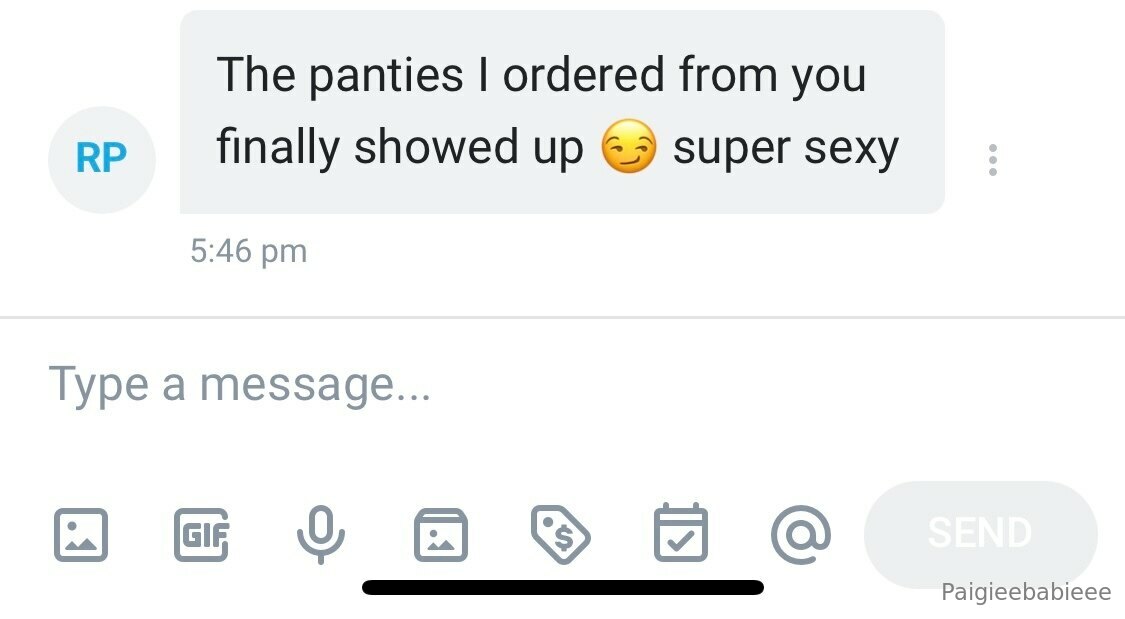 The panties I ordered from you
finally showed up 😏 super sexy
RP
5:46 pm
Type a message...
GIF
$
@
SEND
Paigieebabieee